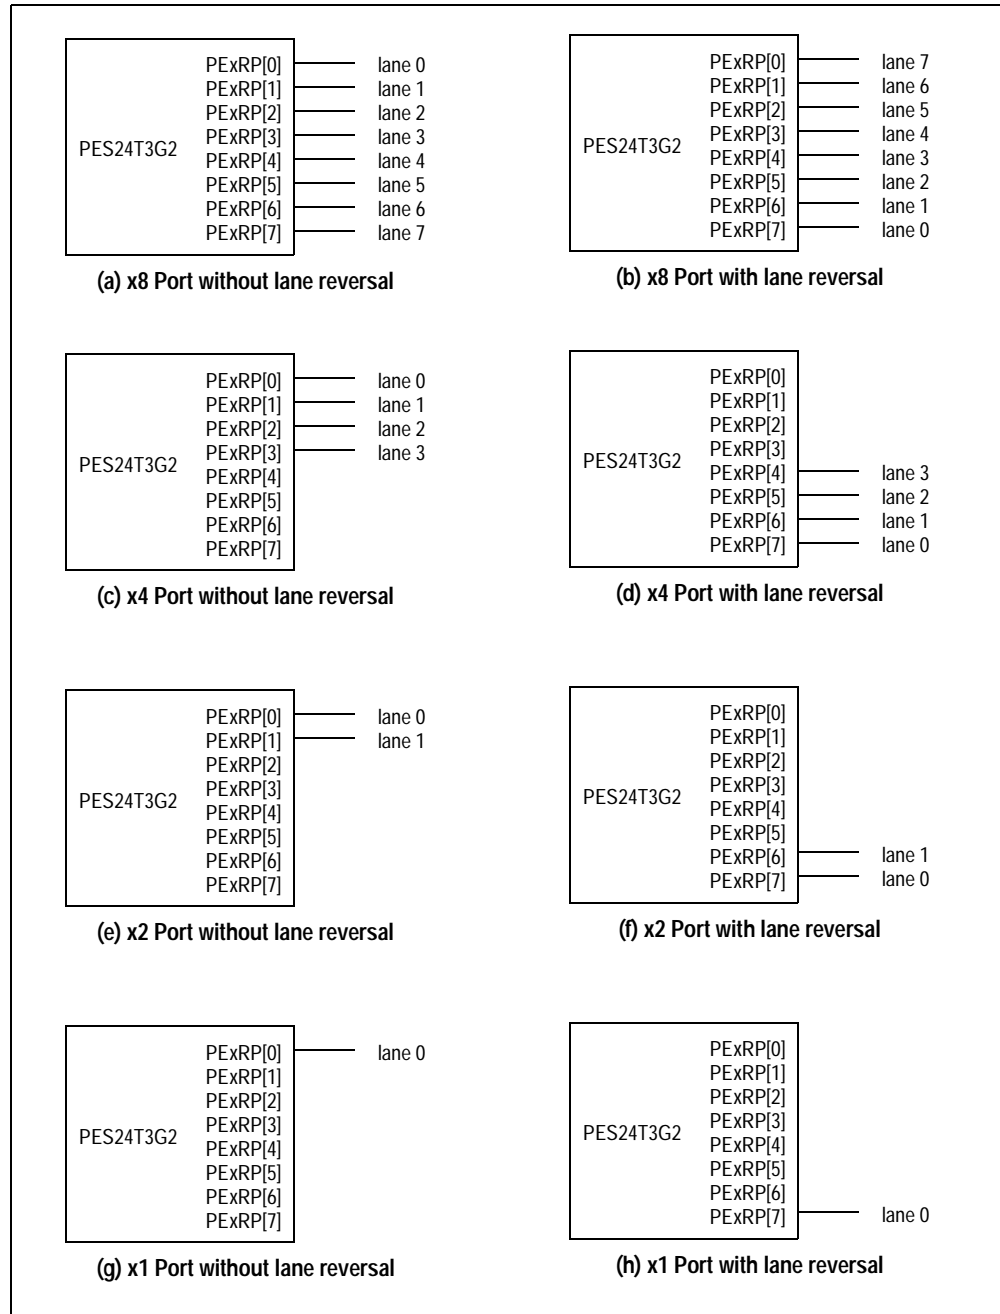 PES24T3G2
PExRP[0] lane 0
PExRP[1] lane 1
PExRP[2] lane 2
PExRP[3] lane 3
PExRP[4] lane 4
PExRP[5] lane 5
PExRP[6] lane 6
PExRP[7] lane 7
(a) x8 Port without lane reversal
PES24T3G2
PExRP[0] lane 7
PExRP[1] lane 6
PExRP[2] lane 5
PExRP[3] lane 4
PExRP[4] lane 3
PExRP[5] lane 2
PExRP[6] lane 1
PExRP[7] lane 0
(b) x8 Port with lane reversal
PES24T3G2
PExRP[0] lane 0
PExRP[1] lane 1
PExRP[2] lane 2
PExRP[3] lane 3
PExRP[4]
PExRP[5]
PExRP[6]
PExRP[7]
(c) x4 Port without lane reversal
PES24T3G2
PExRP[0]
PExRP[1]
PExRP[2]
PExRP[3]
PExRP[4] lane 3
PExRP[5] lane 2
PExRP[6] lane 1
PExRP[7] lane 0
(d) x4 Port with lane reversal
PES24T3G2
PExRP[0] lane 0
PExRP[1] lane 1
PExRP[2]
PExRP[3]
PExRP[4]
PExRP[5]
PExRP[6]
PExRP[7]
(e) x2 Port without lane reversal
PES24T3G2
PExRP[0]
PExRP[1]
PExRP[2]
PExRP[3]
PExRP[4]
PExRP[5]
PExRP[6] lane 1
PExRP[7] lane 0
(f) x2 Port with lane reversal
PES24T3G2
PExRP[0] lane 0
PExRP[1]
PExRP[2]
PExRP[3]
PExRP[4]
PExRP[5]
PExRP[6]
PExRP[7]
(g) x1 Port without lane reversal
PES24T3G2
PExRP[0]
PExRP[1]
PExRP[2]
PExRP[3]
PExRP[4]
PExRP[5]
PExRP[6]
PExRP[7] lane 0
(h) x1 Port with lane reversal